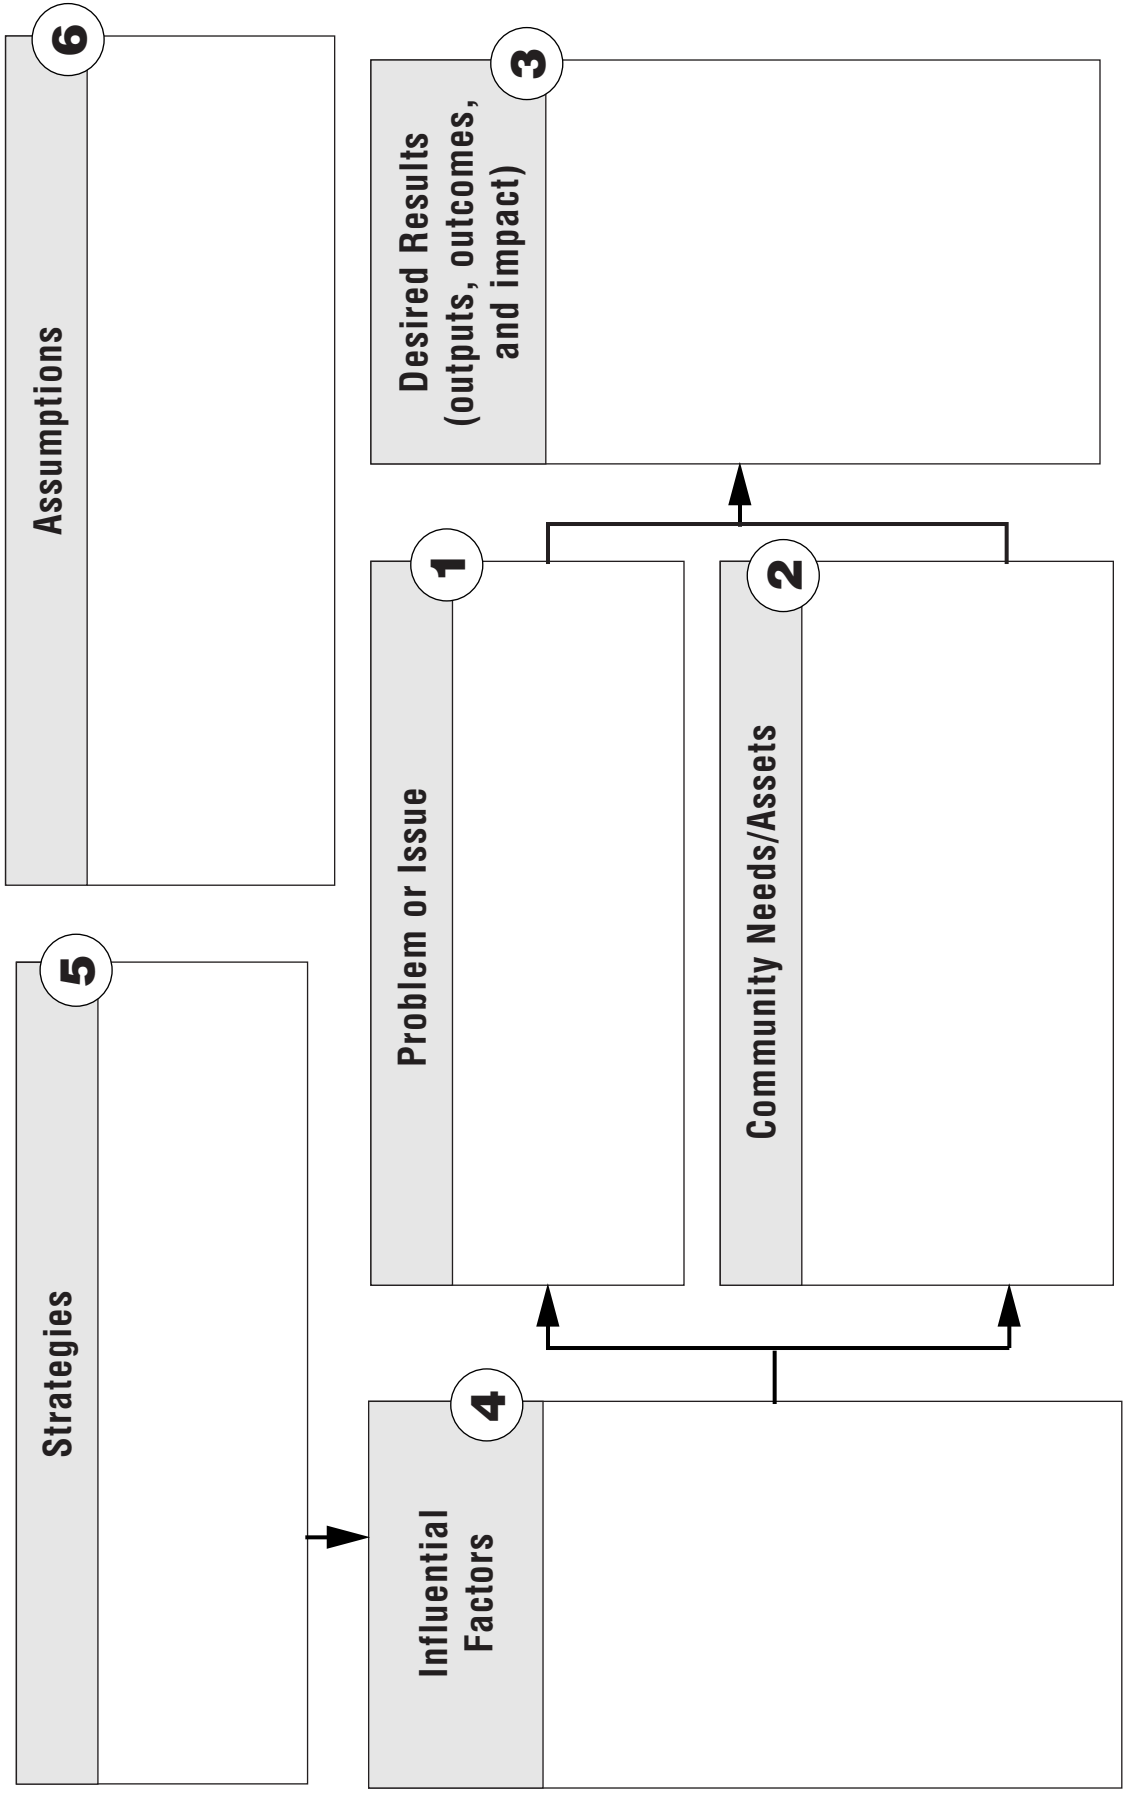 Strategies
5
Assumptions
6
Influential
Factors
4
Problem or Issue
1
Community Needs/Assets
2
Desired Results
(outputs, outcomes,
and impact)
3